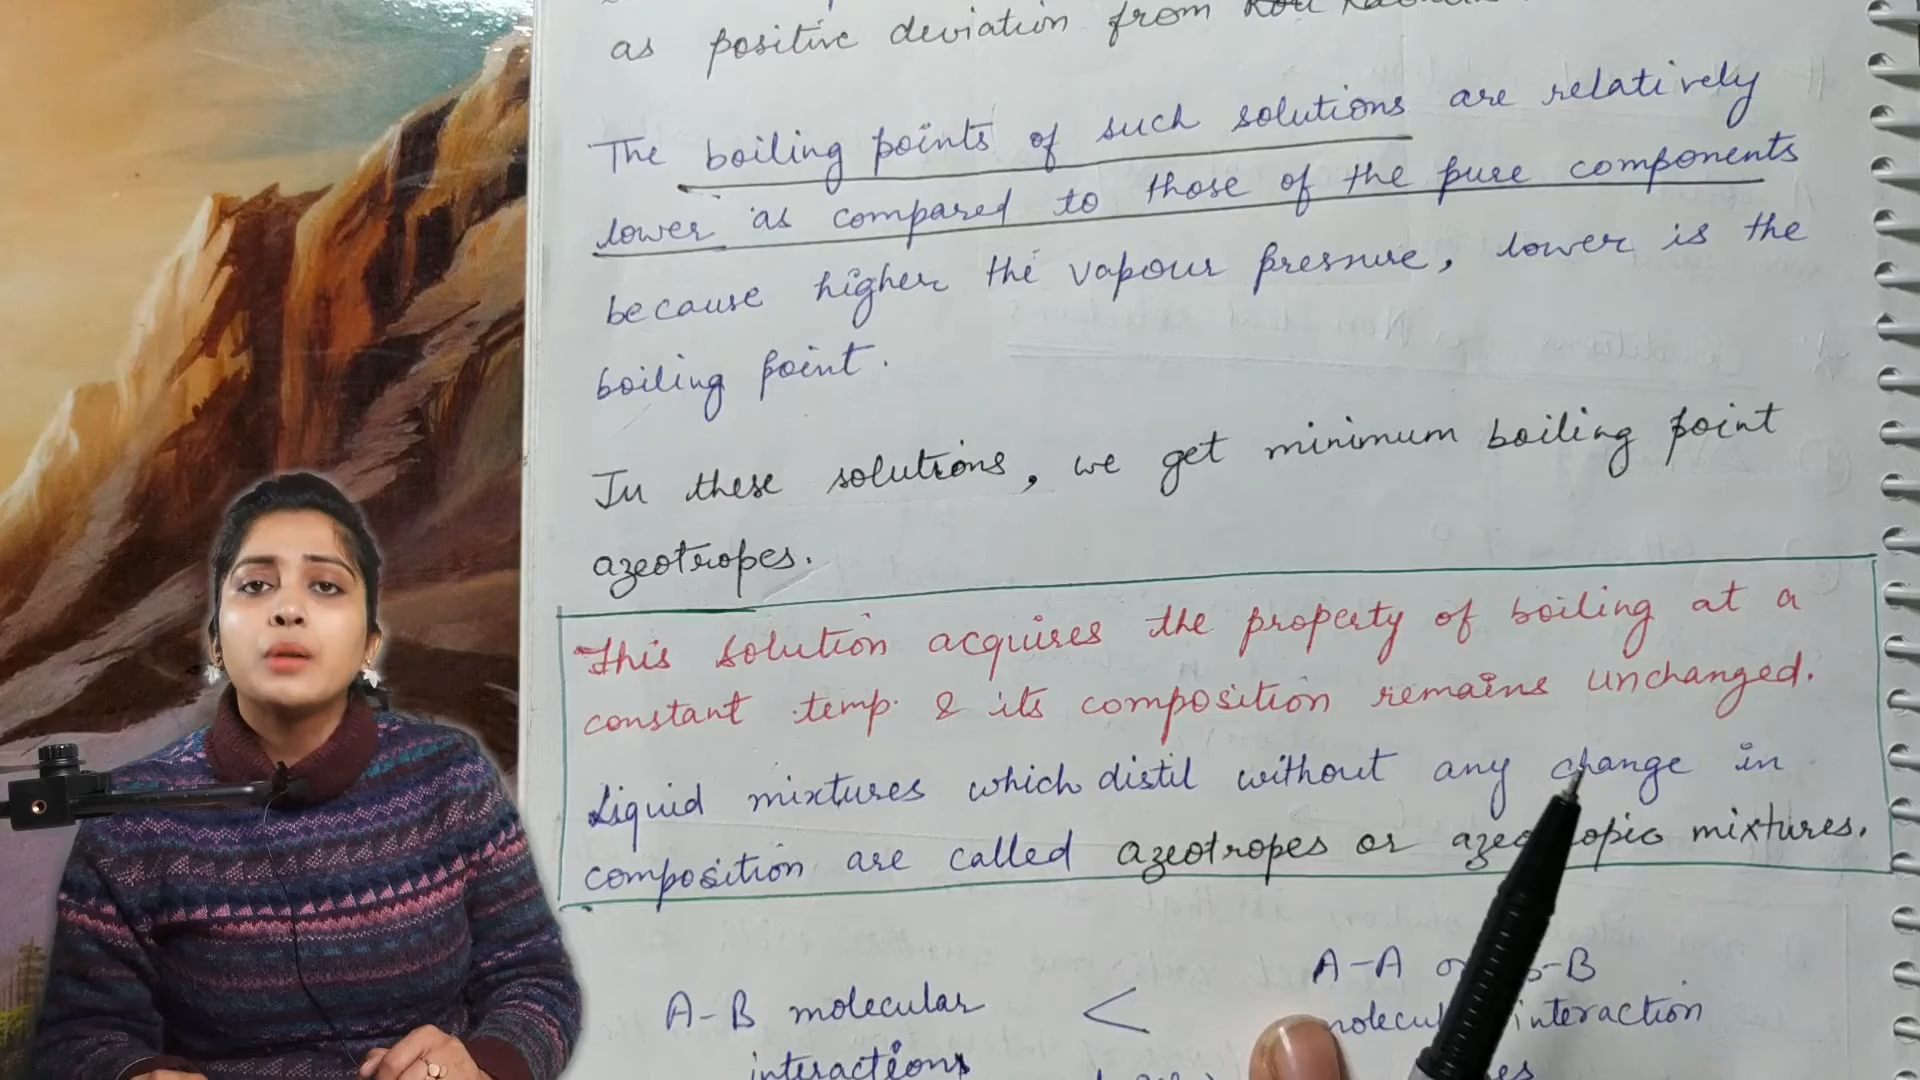 as positive deviation from
The boiling points of such solutions are relatively
lower as compared to those of the pure components
because higher the vapour pressure, lower is the
boiling point.
In these solutions, we get minimum boiling point
azeotropes.
This solution acquires the property of boiling at a
constant temp. & its composition remains unchanged.
Liquid mixtures which distil without any change in
composition are called azeotropes or azeotropic mixtures.
A-A or B-B
A-B molecular < molecular interaction
interactions